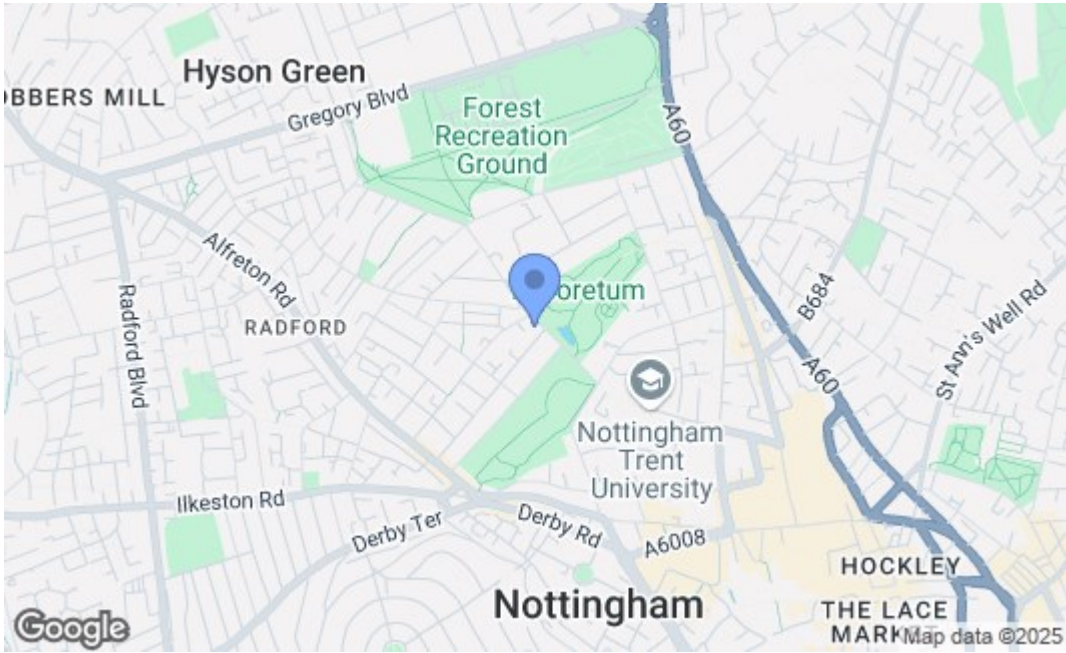 Hyson Green
OBBERS MILL
Gregory Blvd
Forest
Recreation
Ground
A60
Alfreton Rd
oretum
B684
RADFORD
Radford Blvd
St Ann's Well Rd
A60
Nottingham
Trent
University
Ilkeston Rd
Derby Ter
Derby Rd
A6008
HOCKLEY
Nottingham
THE LACE
Google
Map data ©2025